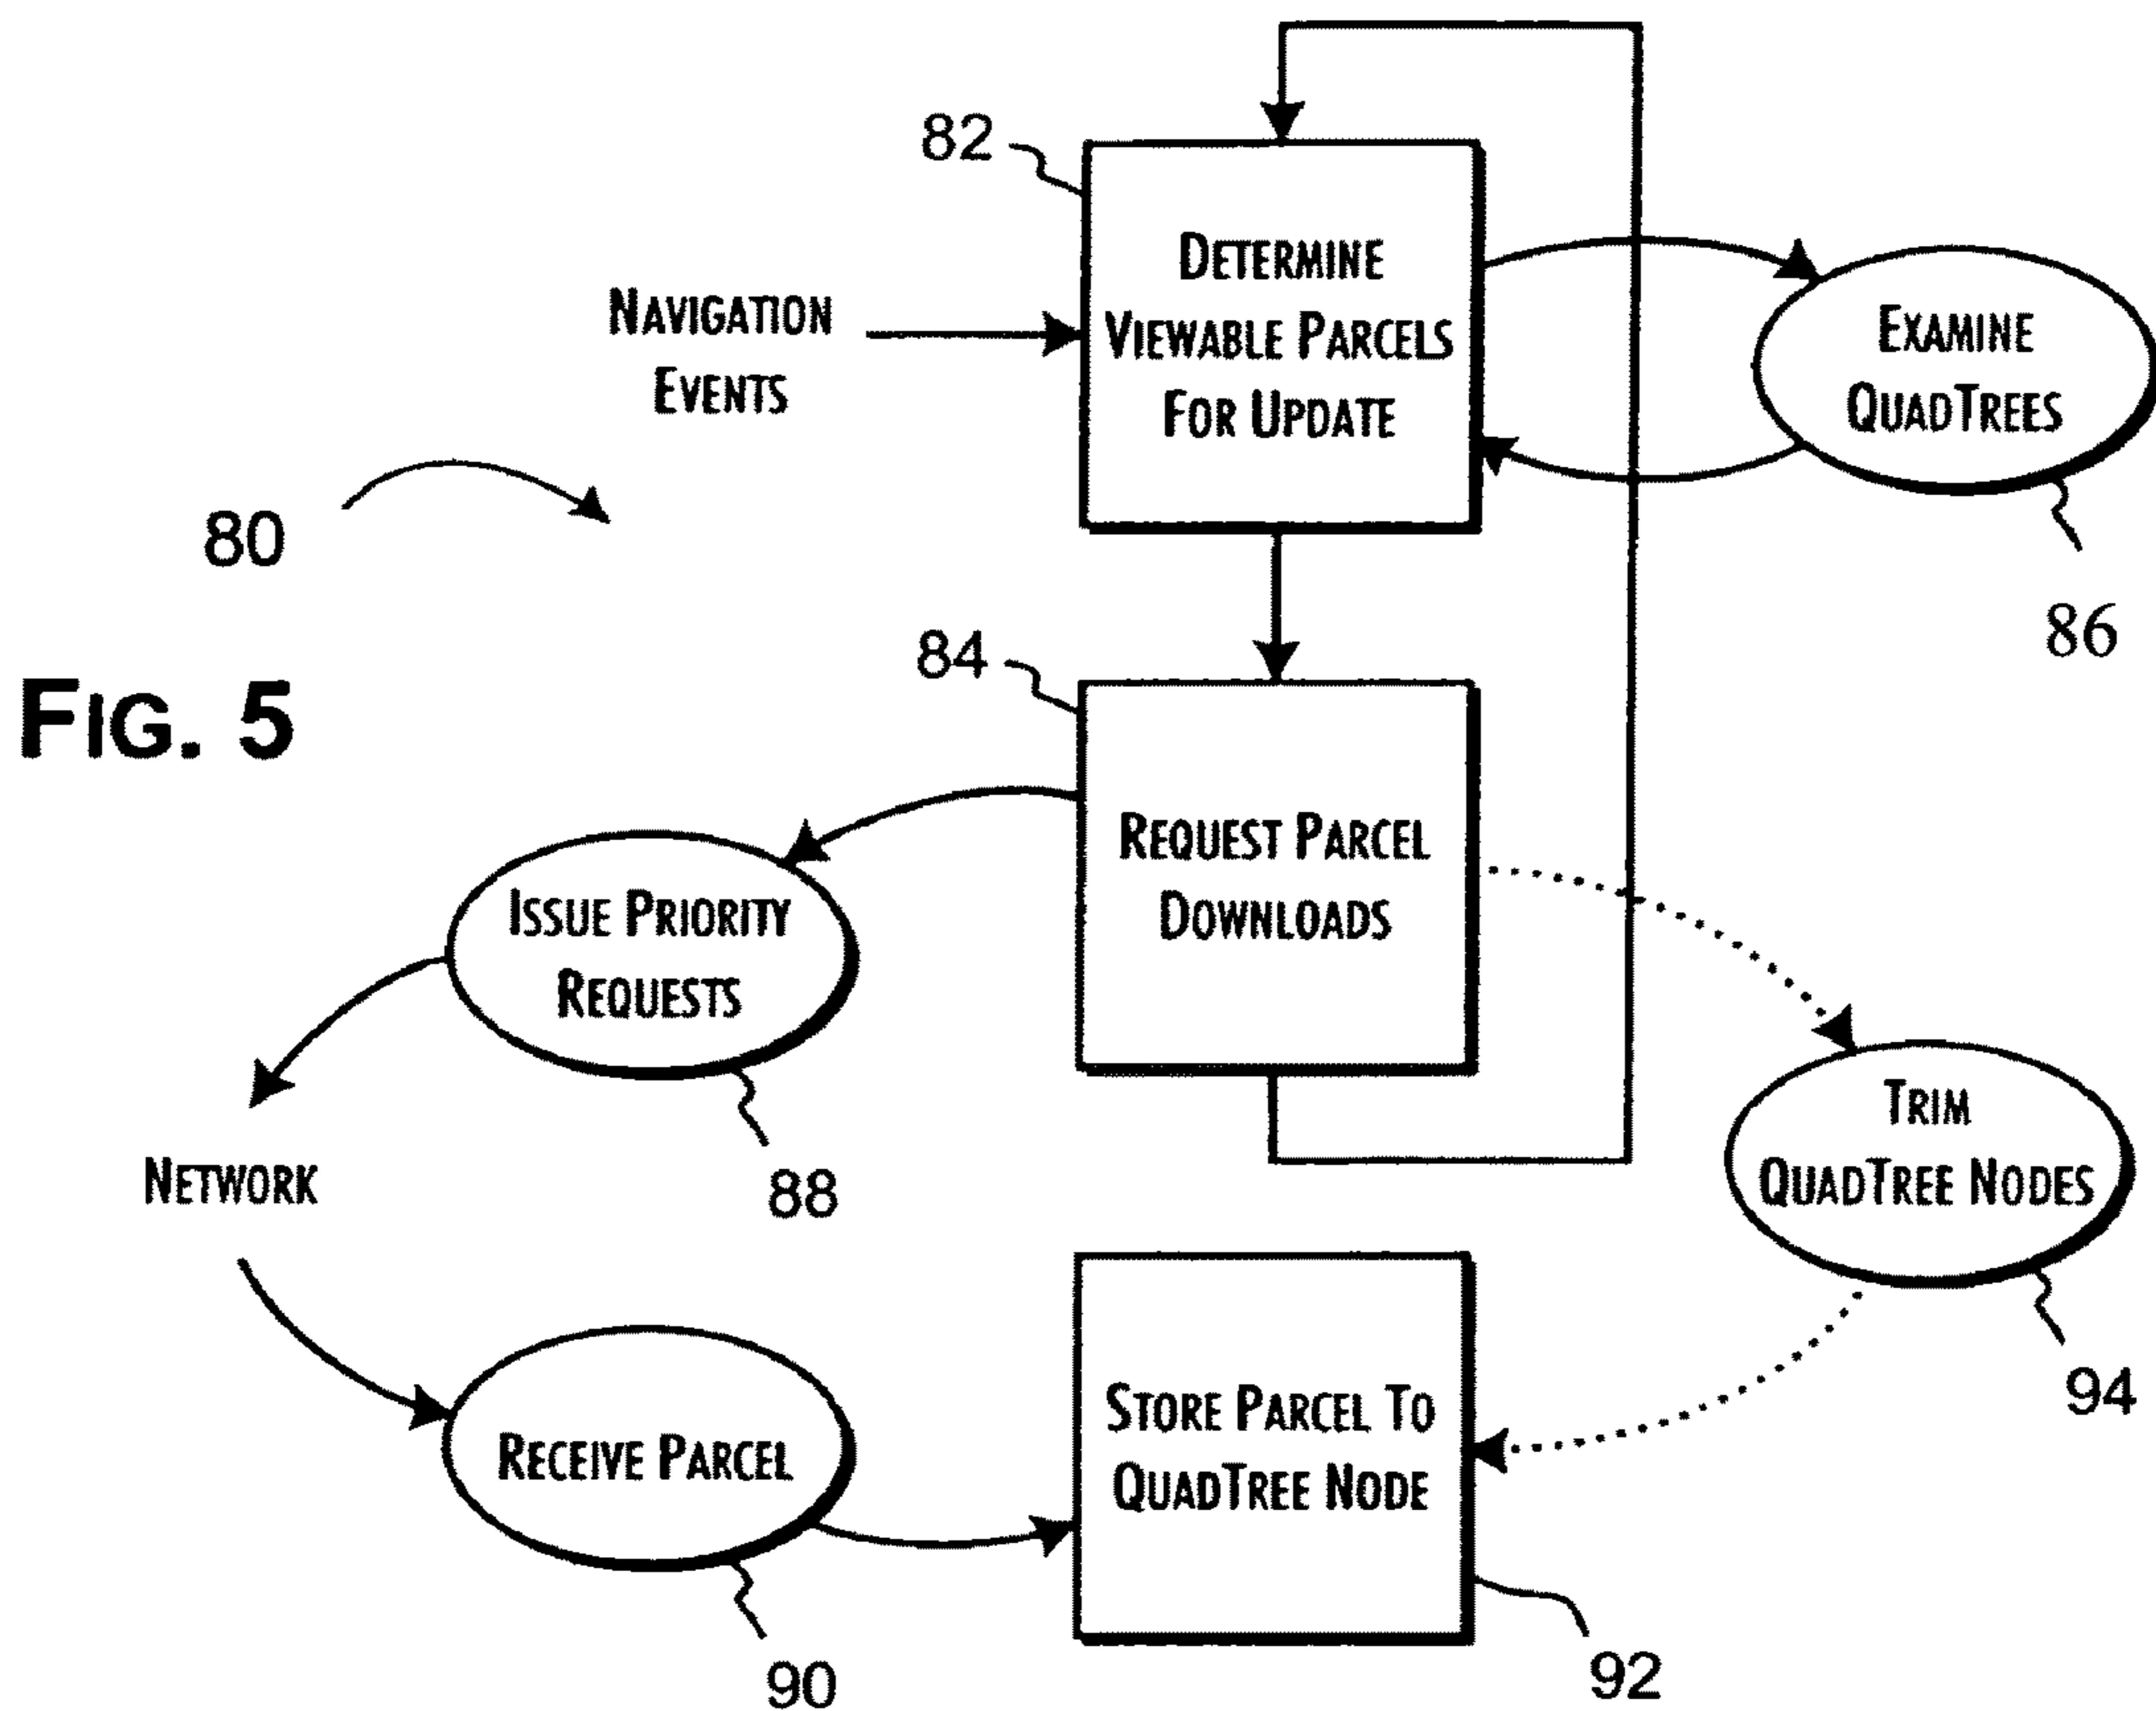 82
DETERMINE
VIEWABLE PARCELS
FOR UPDATE
NAVIGATION
EVENTS
EXAMINE
QUADTREES
80
86
84
FIG. 5
REQUEST PARCEL
DOWNLOADS
ISSUE PRIORITY
REQUESTS
TRIM
QUADTREE NODES
NETWORK
88
94
STORE PARCEL TO
QUADTREE NODE
RECEIVE PARCEL
90
92